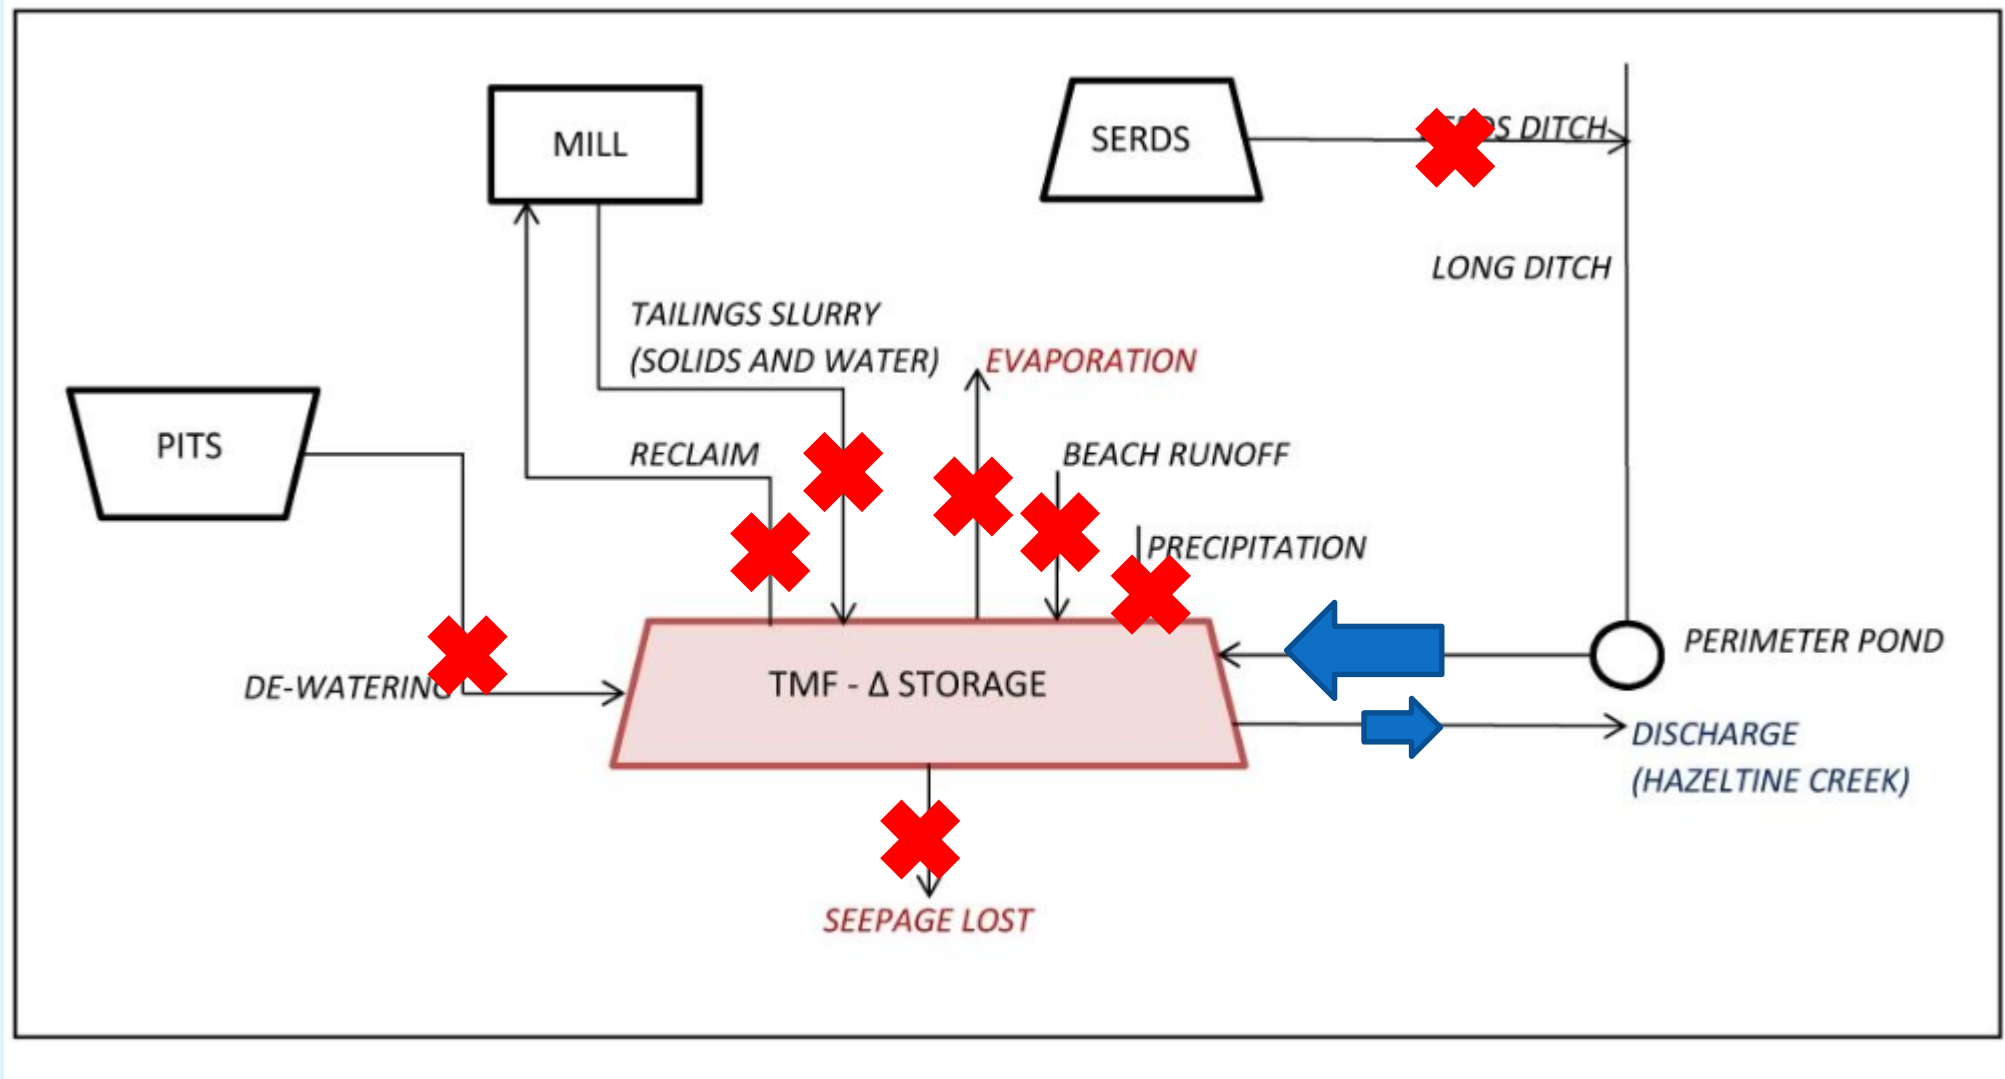 MILL
SERDS
DS DITCH
LONG DITCH
TAILINGS SLURRY
(SOLIDS AND WATER)
EVAPORATION
PITS
RECLAIM
BEACH RUNOFF
PRECIPITATION
PERIMETER POND
DE-WATERING
TMF - Δ STORAGE
DISCHARGE
(HAZELTINE CREEK)
SEEPAGE LOST